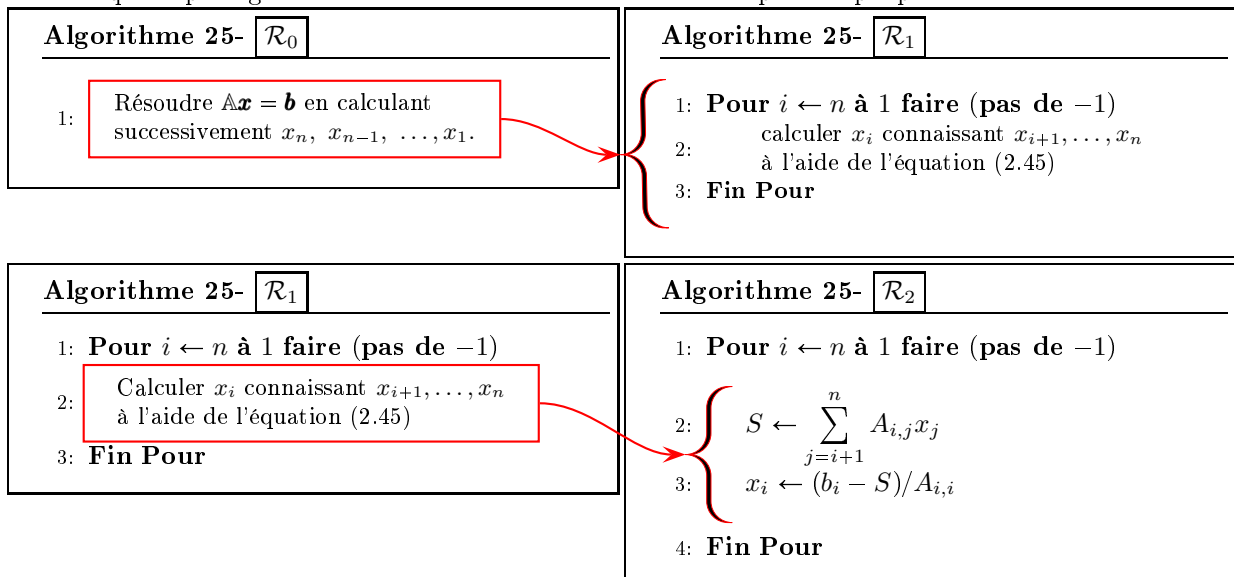 Algorithme 25- R₀
1: Résoudre 𝔸𝒙 = 𝒃 en calculant
successivement xₙ, xₙ₋₁, ..., x₁.
Algorithme 25- R₁
1: Pour i ← n à 1 faire (pas de −1)
2: calculer xᵢ connaissant xᵢ₊₁, ..., xₙ
à l'aide de l'équation (2.45)
3: Fin Pour
Algorithme 25- R₁
1: Pour i ← n à 1 faire (pas de −1)
2: Calculer xᵢ connaissant xᵢ₊₁, ..., xₙ
à l'aide de l'équation (2.45)
3: Fin Pour
Algorithme 25- R₂
1: Pour i ← n à 1 faire (pas de −1)
2: S ← ∑_{j=i+1}^{n} A_{i,j}x_j
3: xᵢ ← (bᵢ − S)/A_{i,i}
4: Fin Pour